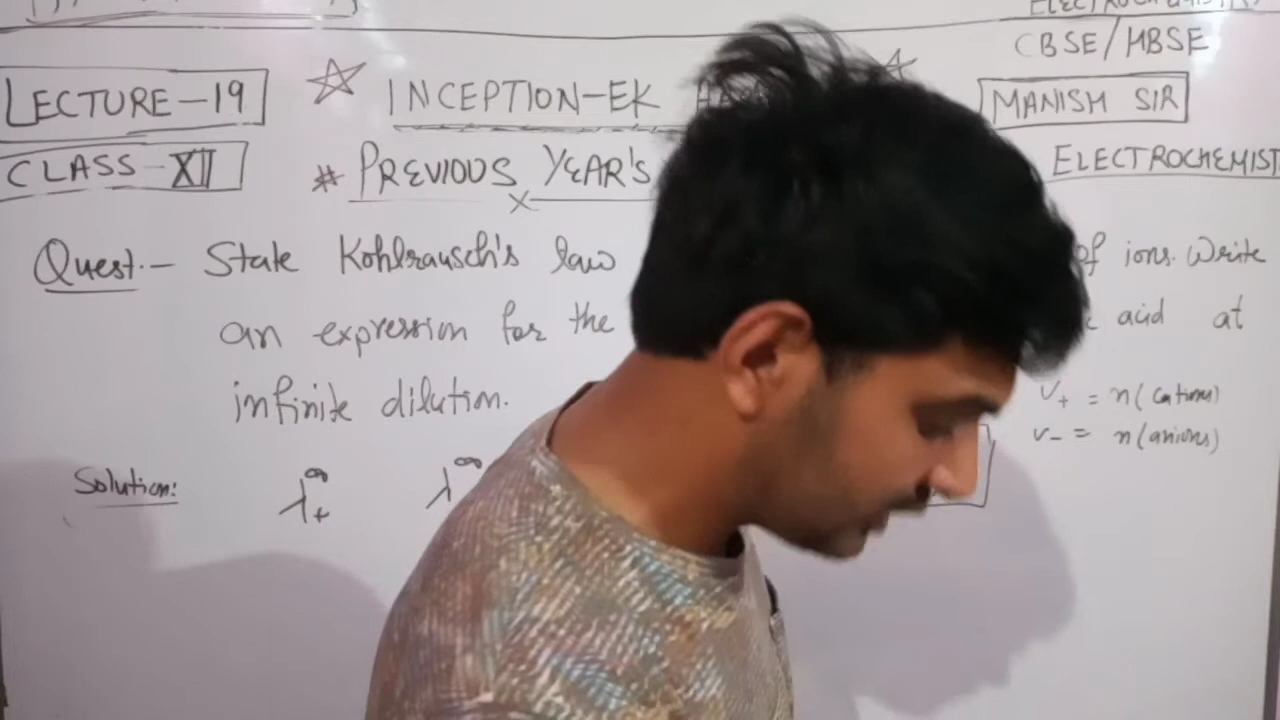 CBSE/HBSE
LECTURE-19
INCEPTION-EK
MANISH SIR
CLASS-XII
# PREVIOUS YEAR'S
ELECTROCHEMIST
Quest.- State Kohlrausch's law of ions. Write
an expression for the acid at
infinite dilution.
ν+ = n(cations)
ν- = n(anions)
Solution: λ∞+ λ∞